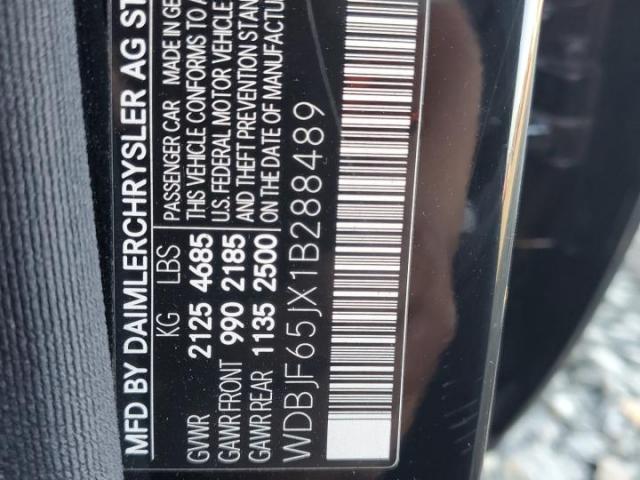 MFD BY DAIMLERCHRYSLER AG ST
KG LBS PASSENGER CAR MADE IN GE
GVWR 2125 4685 THIS VEHICLE CONFORMS TO A
GAWR FRONT 990 2185 U.S. FEDERAL MOTOR VEHICLE
GAWR REAR 1135 2500 AND THEFT PREVENTION STAN
ON THE DATE OF MANUFACTUR
WDBJF65JX1B288489